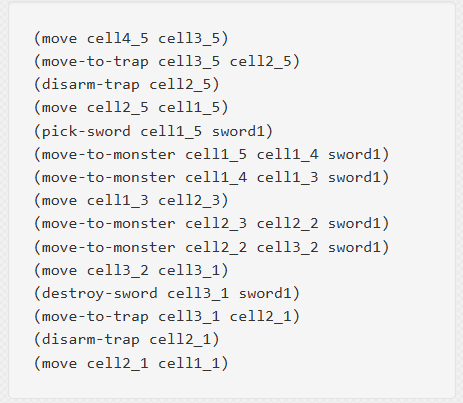 (move cell4_5 cell3_5)
(move-to-trap cell3_5 cell2_5)
(disarm-trap cell2_5)
(move cell2_5 cell1_5)
(pick-sword cell1_5 sword1)
(move-to-monster cell1_5 cell1_4 sword1)
(move-to-monster cell1_4 cell1_3 sword1)
(move cell1_3 cell2_3)
(move-to-monster cell2_3 cell2_2 sword1)
(move-to-monster cell2_2 cell3_2 sword1)
(move cell3_2 cell3_1)
(destroy-sword cell3_1 sword1)
(move-to-trap cell3_1 cell2_1)
(disarm-trap cell2_1)
(move cell2_1 cell1_1)